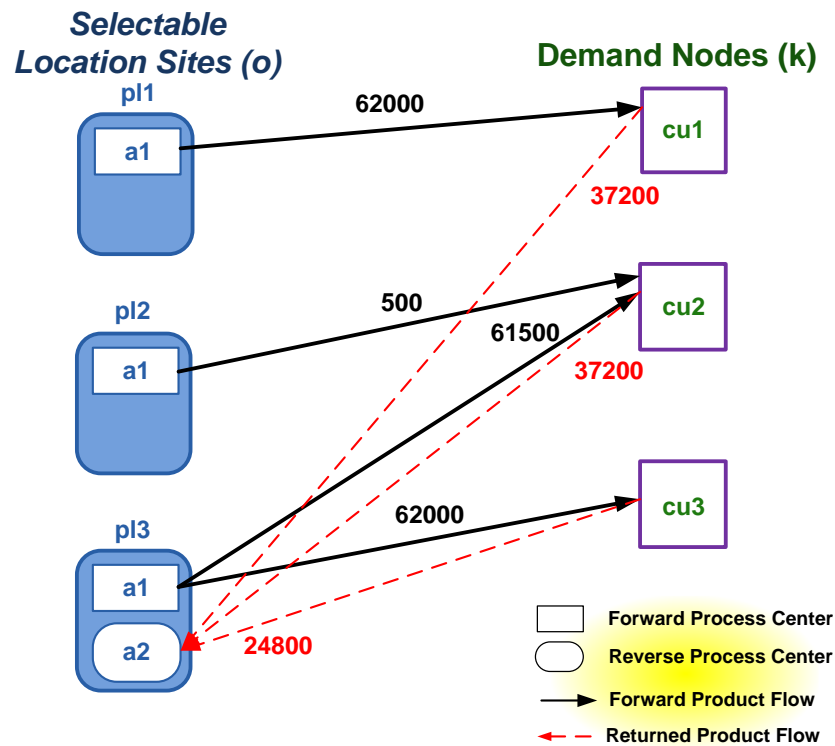 Selectable
Location Sites (o)
Demand Nodes (k)
pl1
62000
a1
cu1
37200
pl2
500
61500
a1
cu2
37200
pl3
62000
a1
cu3
a2
24800
Forward Process Center
Reverse Process Center
Forward Product Flow
Returned Product Flow